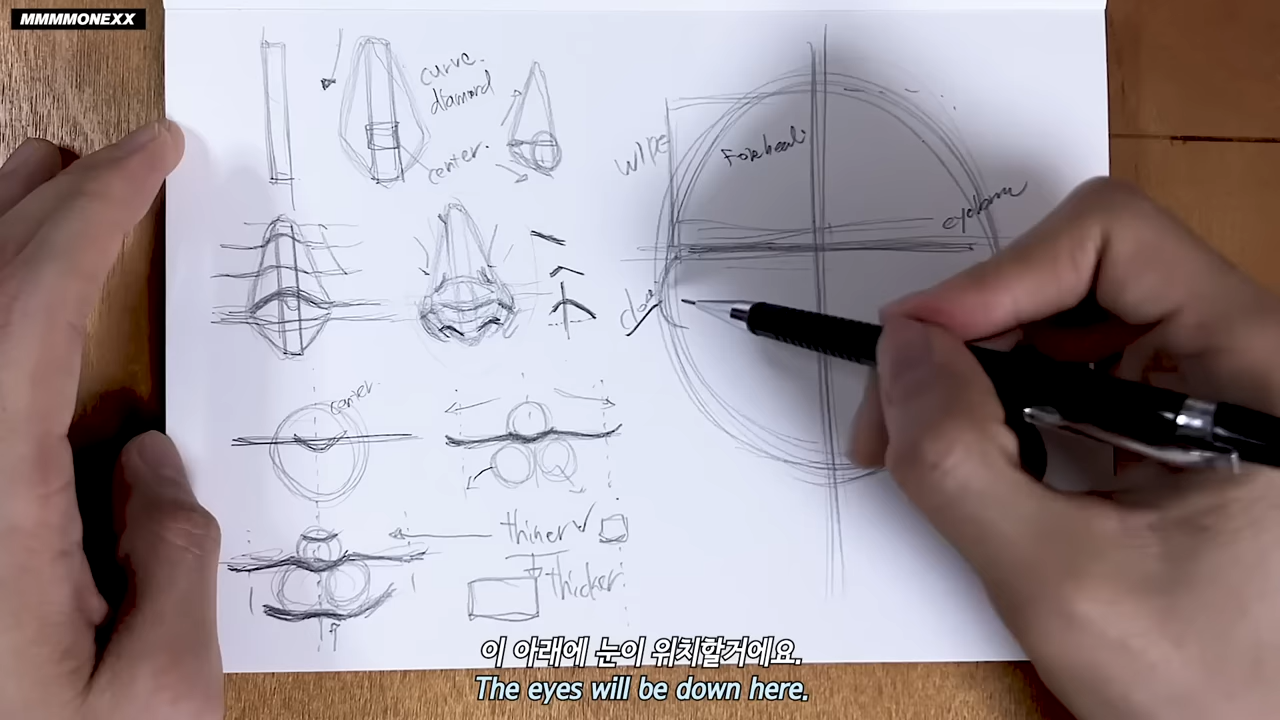 MMMMONEXX
curve.
diamond
center.
WIPE
Forehead
eyebrow
center.
thiner
thicker.
이 아래에 눈이 위치할거에요.
The eyes will be down here.